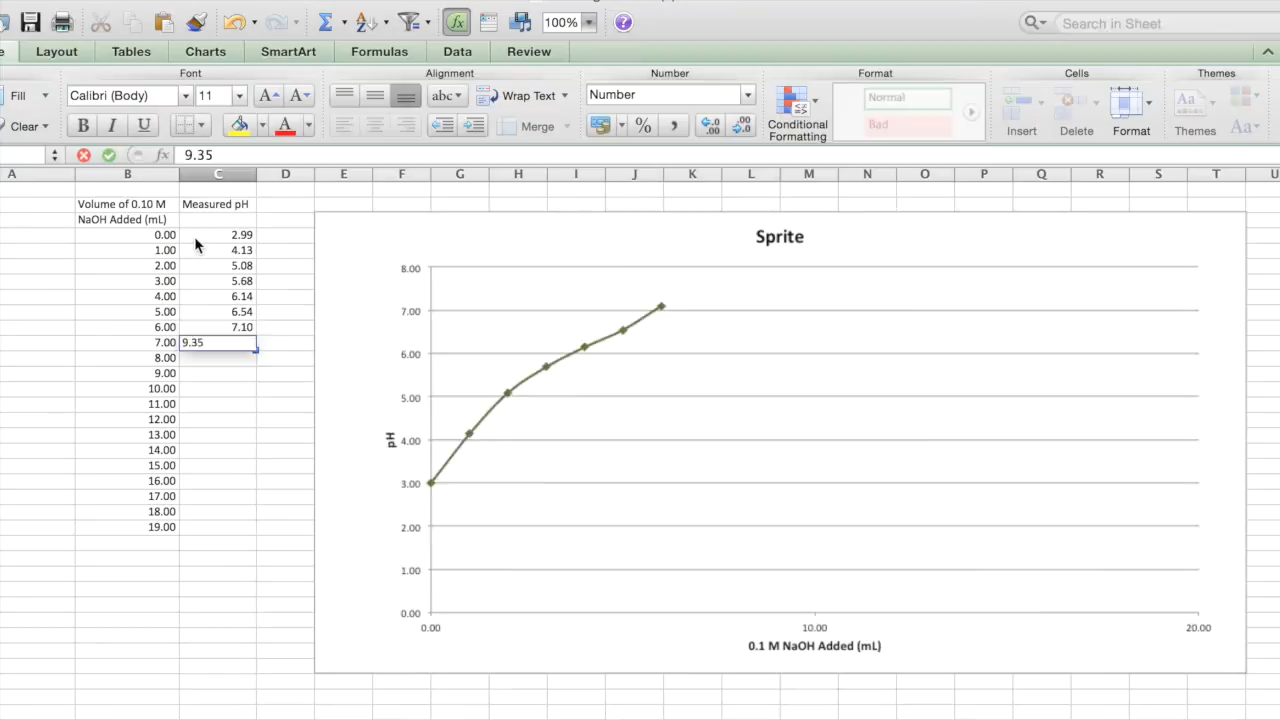 100%
Search in Sheet
Layout
Tables
Charts
SmartArt
Formulas
Data
Review
Font
Alignment
Number
Format
Cells
Themes
Fill
Calibri (Body)
11
A
A
abc
Wrap Text
Number
Normal
Bad
Conditional
Formatting
Insert
Delete
Format
Themes
Aa
Clear
B
I
U
A
Merge
%
Aa
fx
9.35
A
B
C
D
E
F
G
H
I
J
K
L
M
N
O
P
Q
R
S
T
U
Volume of 0.10 M
NaOH Added (mL)
Measured pH
0.00 2.99
1.00 4.13
2.00 5.08
3.00 5.68
4.00 6.14
5.00 6.54
6.00 7.10
7.00 9.35
8.00
9.00
10.00
11.00
12.00
13.00
14.00
15.00
16.00
17.00
18.00
19.00
Sprite
8.00
7.00
6.00
5.00
4.00
3.00
2.00
1.00
0.00
pH
0.00
10.00
20.00
0.1 M NaOH Added (mL)